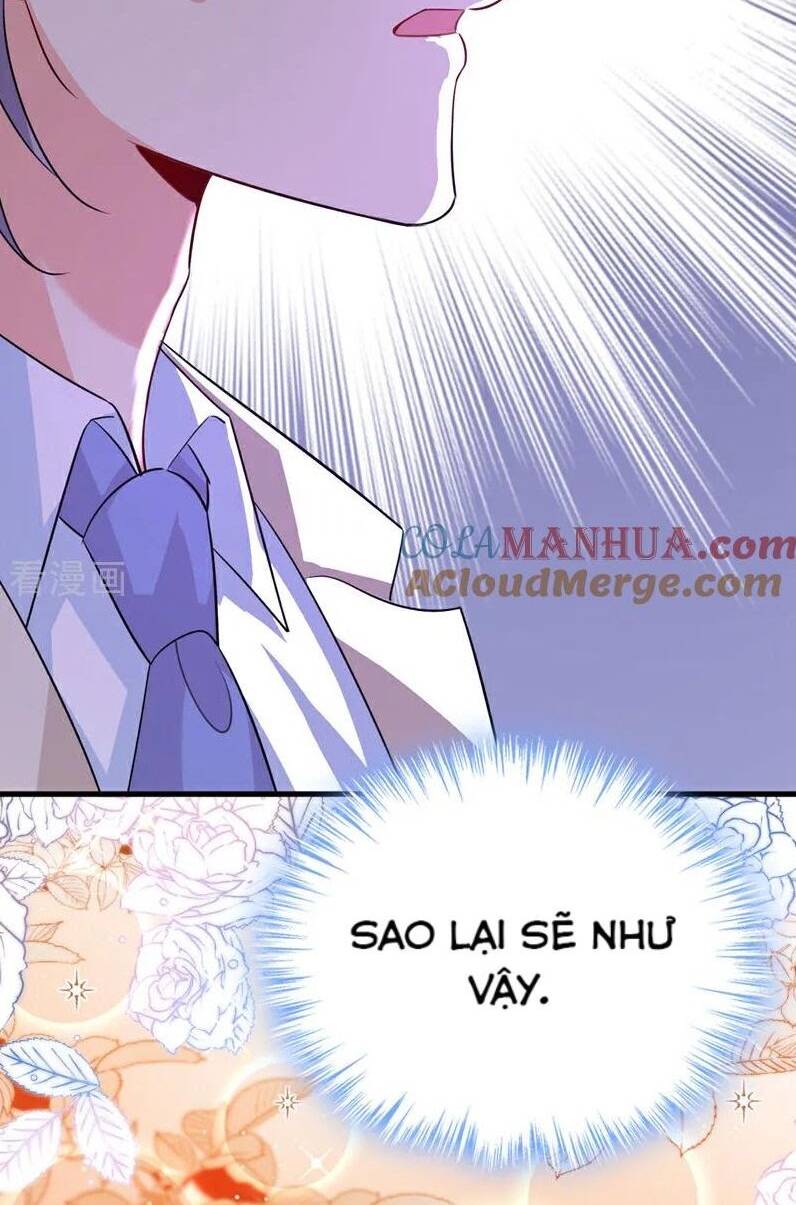 COLAMANHUA.com
看漫画
ACloudMerge.com
SAO LẠI SẼ NHƯ
VẬY.